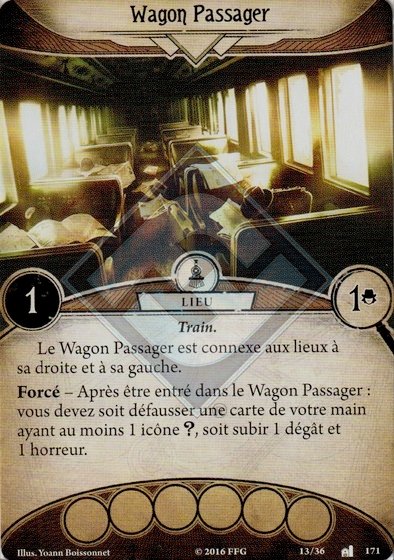 Wagon Passager
1
LIEU
1
Train.
Le Wagon Passager est connexe aux lieux à
sa droite et à sa gauche.
Forcé – Après être entré dans le Wagon Passager :
vous devez soit défausser une carte de votre main
ayant au moins 1 icône ?, soit subir 1 dégât et
1 horreur.
Illus. Yoann Boissonnet © 2016 FFG 13/36 171